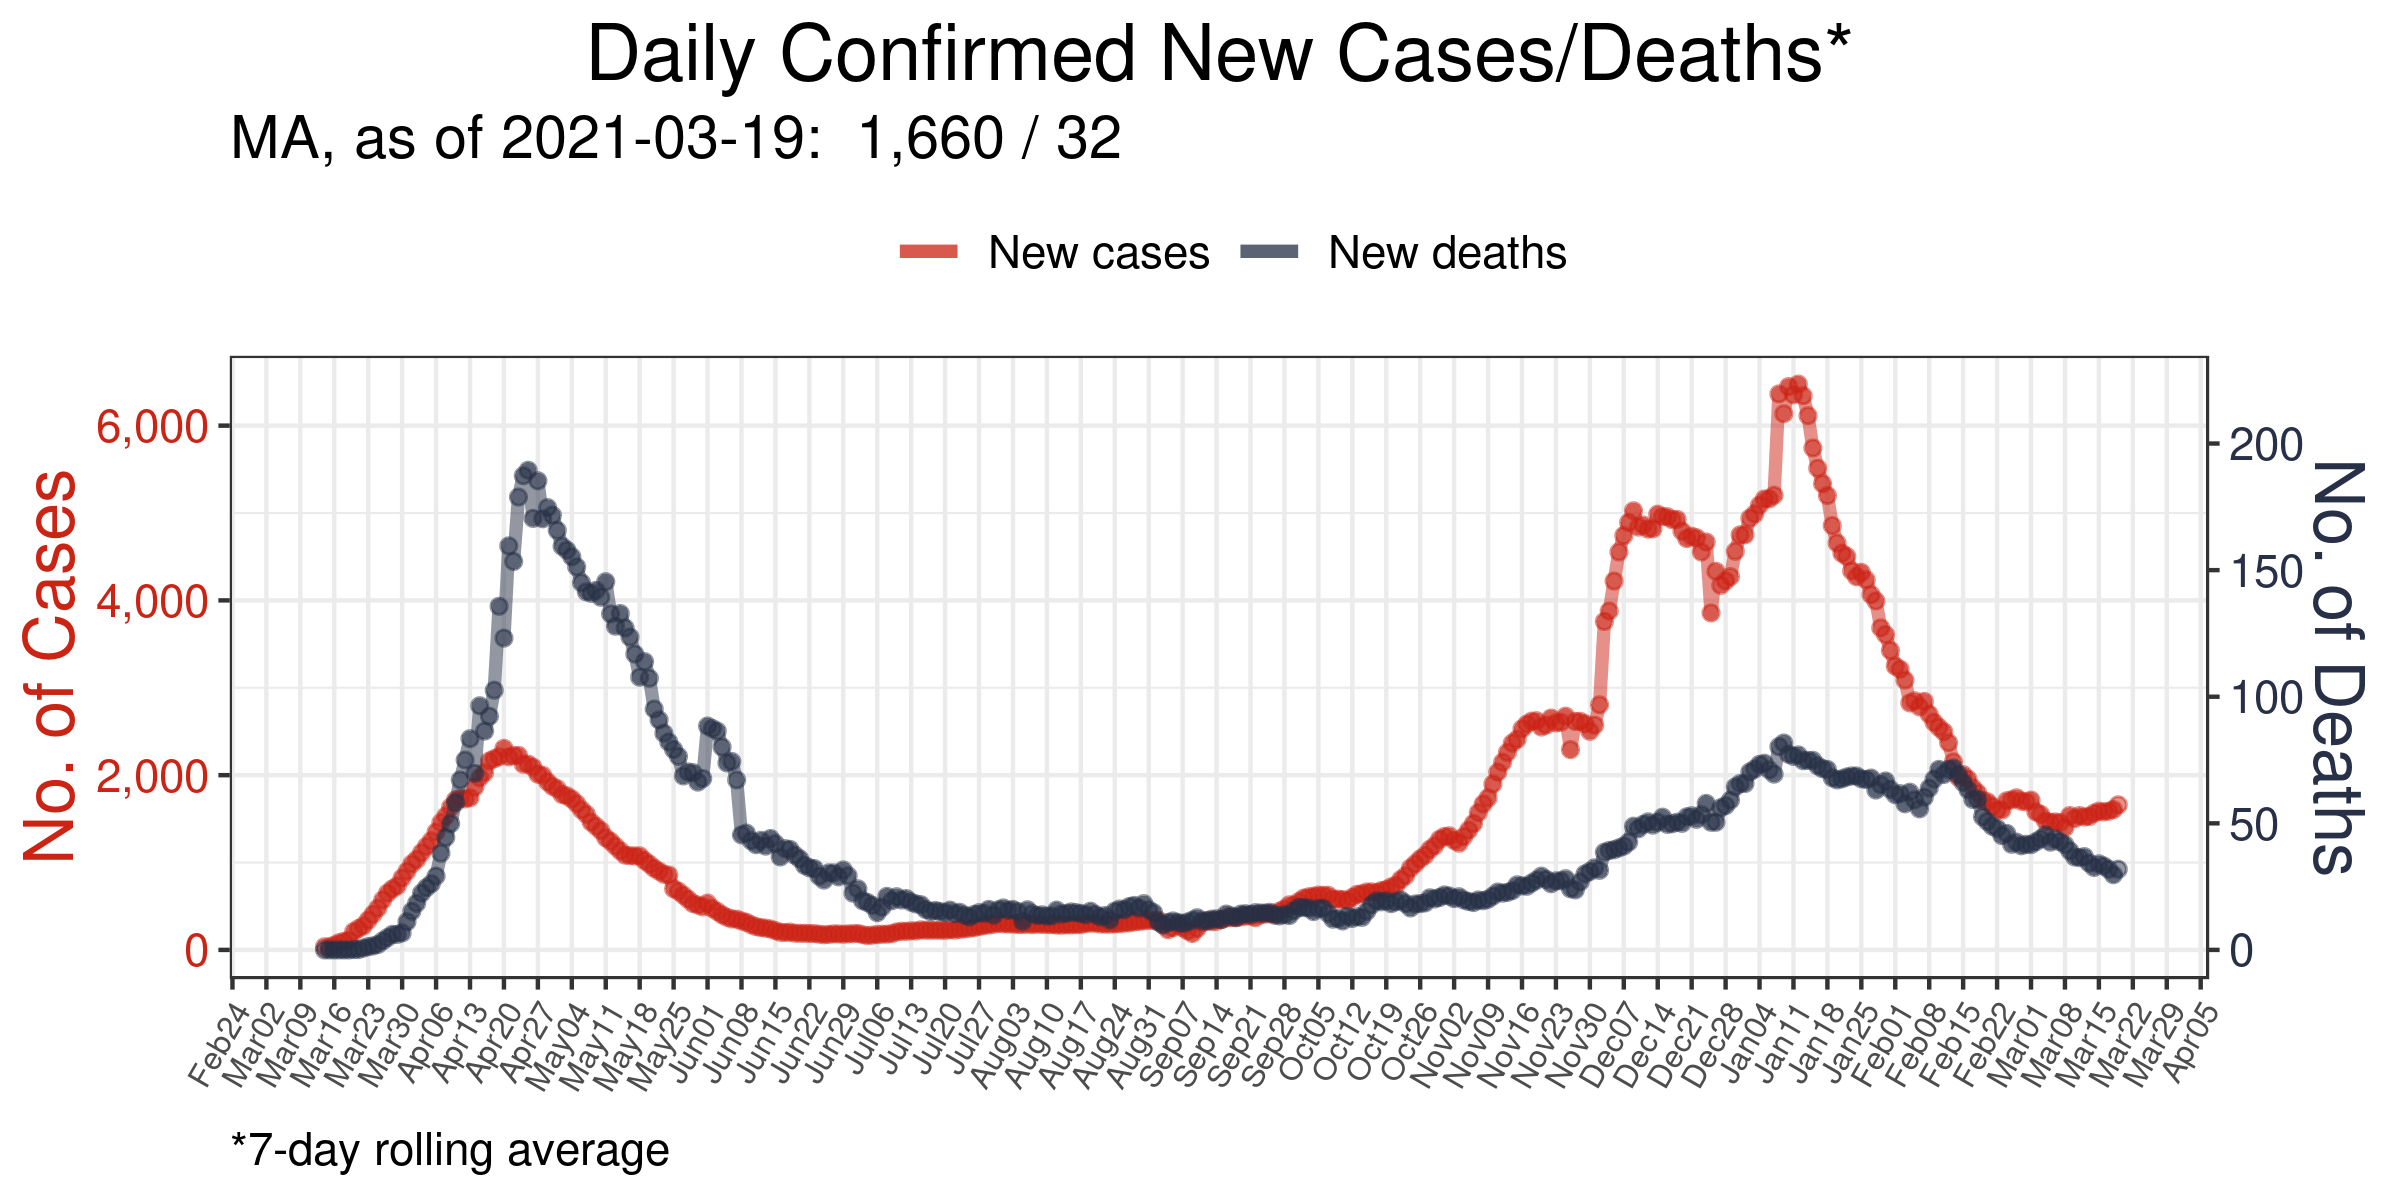 Daily Confirmed New Cases/Deaths*
MA, as of 2021-03-19:  1,660 / 32
New cases
New deaths
No. of Cases
6,000
4,000
2,000
0
200
150
100
50
0
No. of Deaths
Feb24
Mar02
Mar09
Mar16
Mar23
Mar30
Apr06
Apr13
Apr20
Apr27
May04
May11
May18
May25
Jun01
Jun08
Jun15
Jun22
Jun29
Jul06
Jul13
Jul20
Jul27
Aug03
Aug10
Aug17
Aug24
Aug31
Sep07
Sep14
Sep21
Sep28
Oct05
Oct12
Oct19
Oct26
Nov02
Nov09
Nov16
Nov23
Nov30
Dec07
Dec14
Dec21
Dec28
Jan04
Jan11
Jan18
Jan25
Feb01
Feb08
Feb15
Feb22
Mar01
Mar08
Mar15
Mar22
Mar29
Apr05
*7-day rolling average